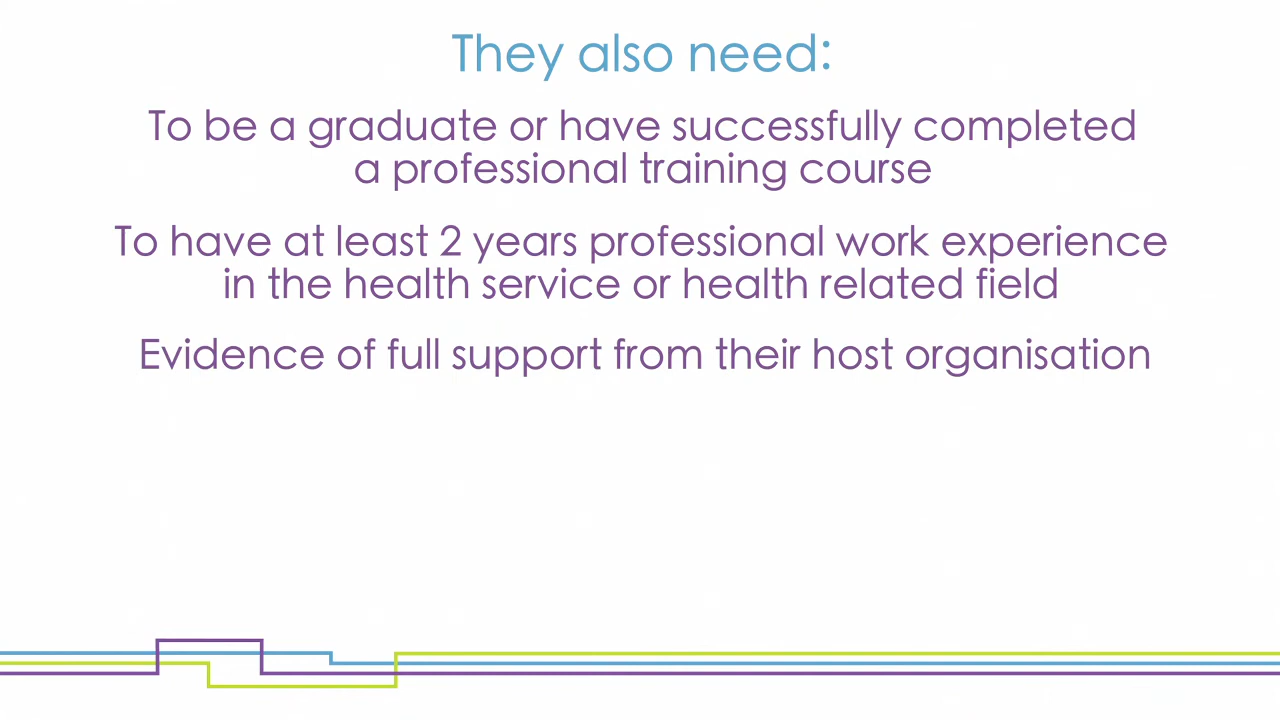 They also need:
To be a graduate or have successfully completed
a professional training course
To have at least 2 years professional work experience
in the health service or health related field
Evidence of full support from their host organisation